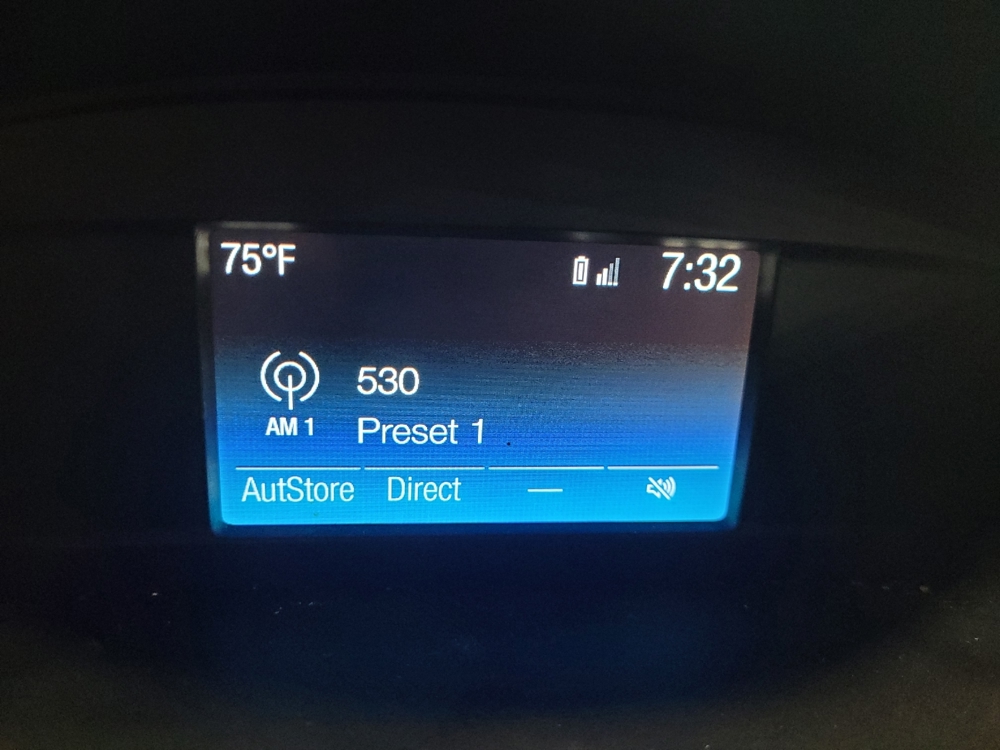 75°F 7:32
530
AM 1 Preset 1
AutStore Direct —